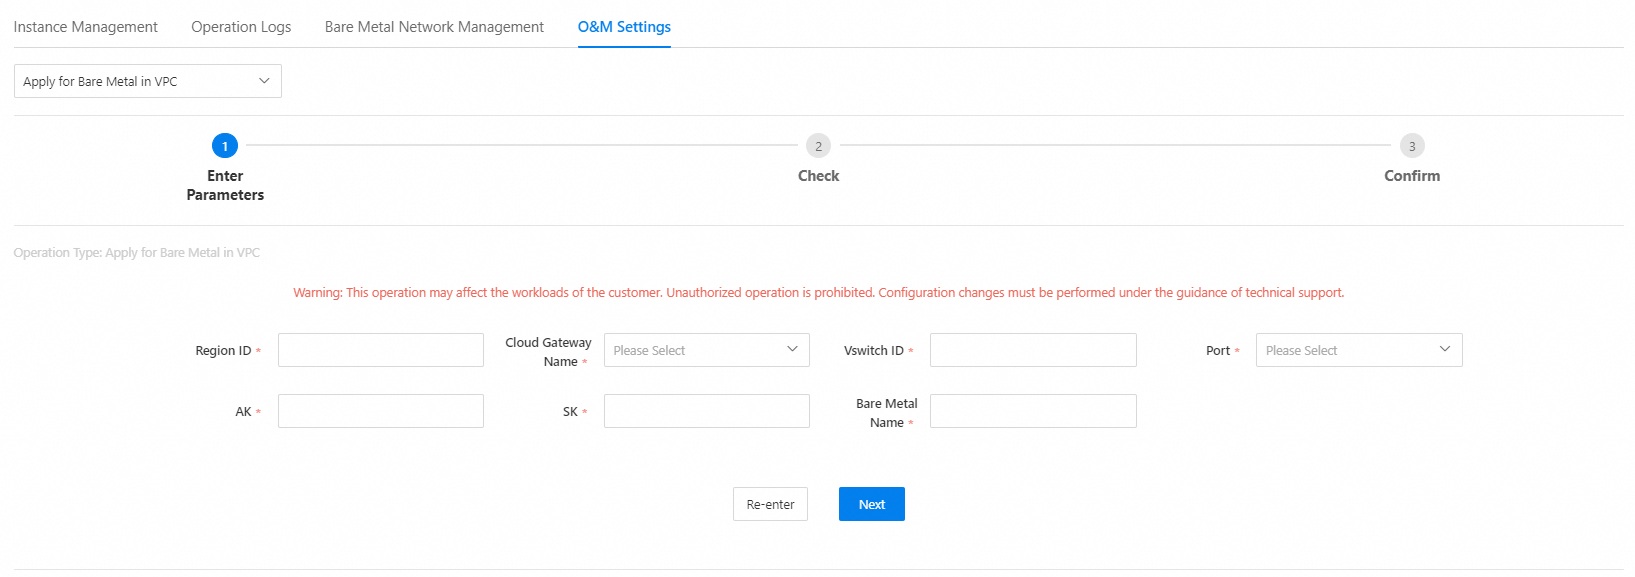 Instance Management Operation Logs Bare Metal Network Management O&M Settings
Apply for Bare Metal in VPC
1 2 3
Enter Parameters Check Confirm
Operation Type: Apply for Bare Metal in VPC
Warning: This operation may affect the workloads of the customer. Unauthorized operation is prohibited. Configuration changes must be performed under the guidance of technical support.
Region ID * Cloud Gateway Name * Please Select Vswitch ID * Port * Please Select
AK * SK * Bare Metal Name *
Re-enter Next